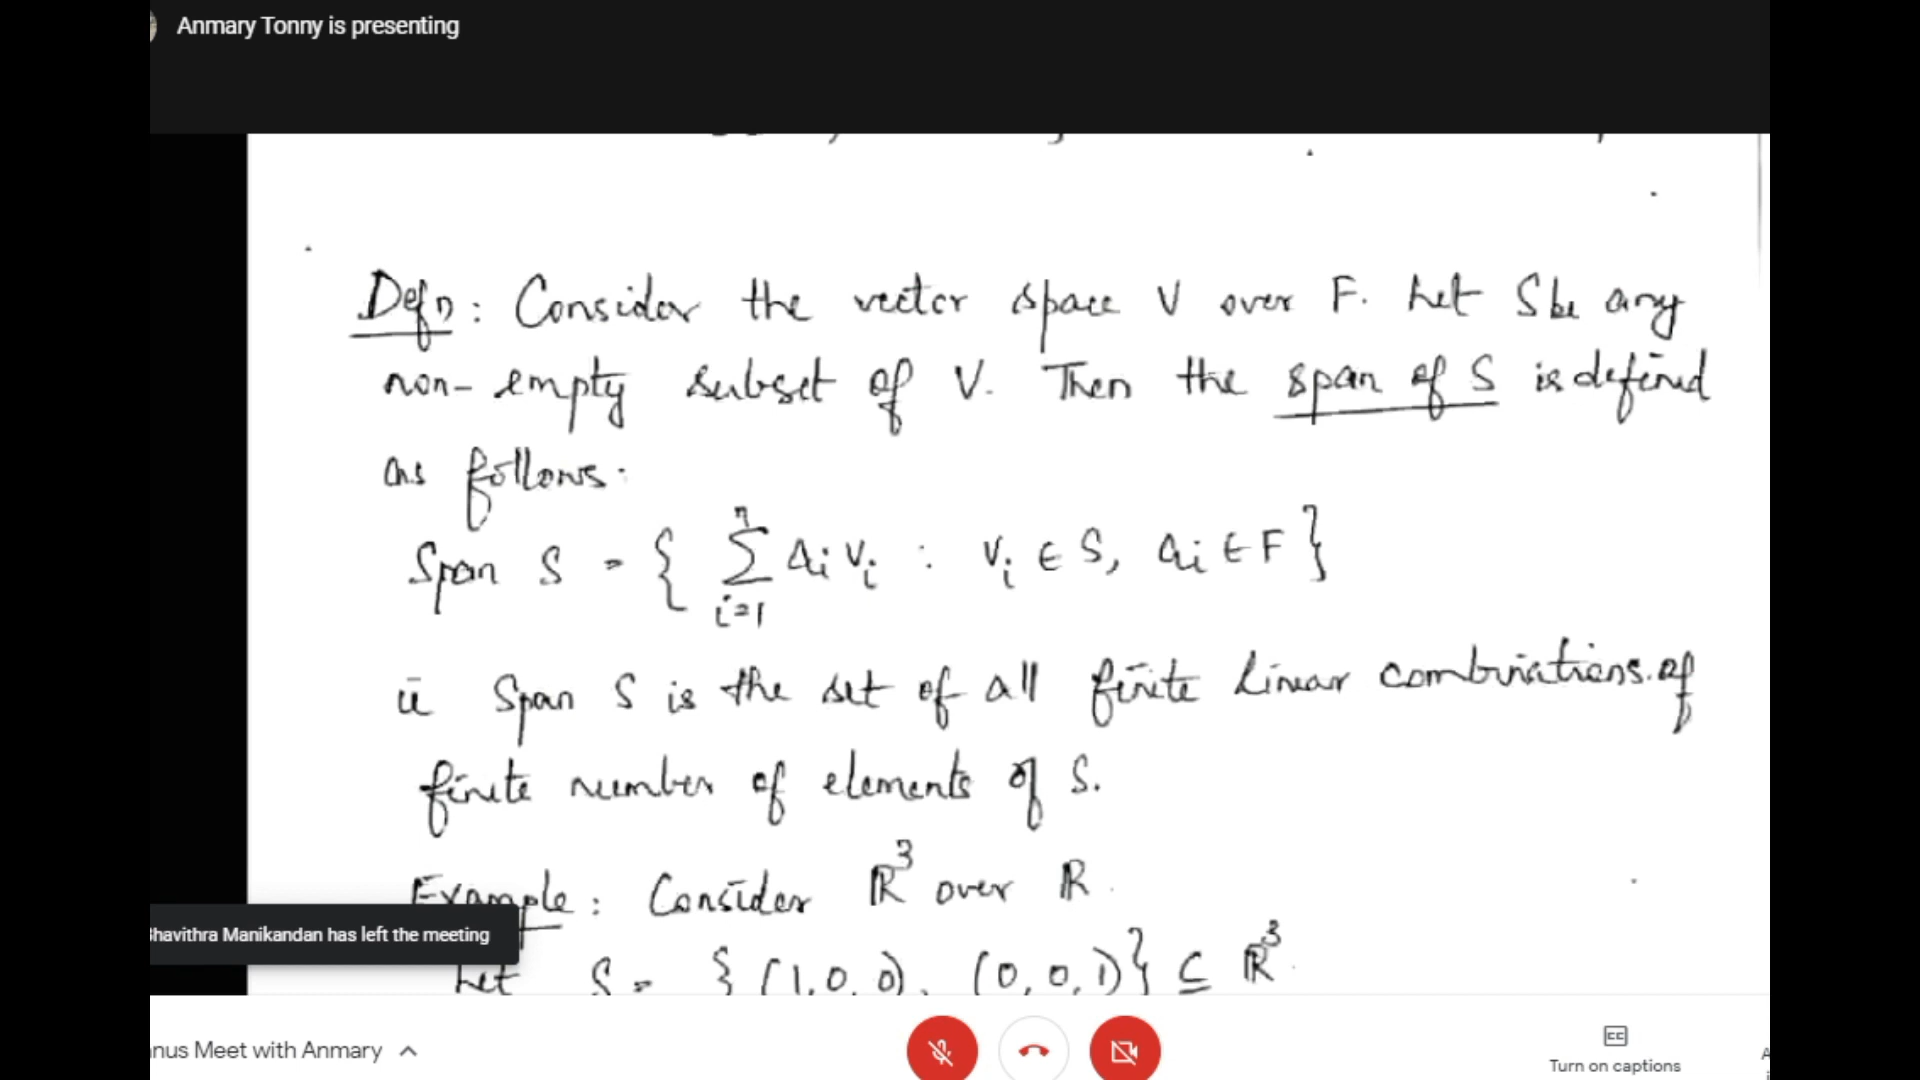 Anmary Tonny is presenting
Defn: Consider the vector space V over F. Let S be any
non-empty subset of V. Then the span of S is defined
as follows:
Span S = { ∑ⁿᵢ₌₁ aᵢ vᵢ : vᵢ ∈ S, aᵢ ∈ F }
ie Span S is the set of all finite linear combinations of
finite number of elements of S.
Example: Consider ℝ³ over ℝ.
havithra Manikandan has left the meeting
Let S = { (1, 0, 0), (0, 0, 1)} ⊆ ℝ³.
nus Meet with Anmary
CC
Turn on captions